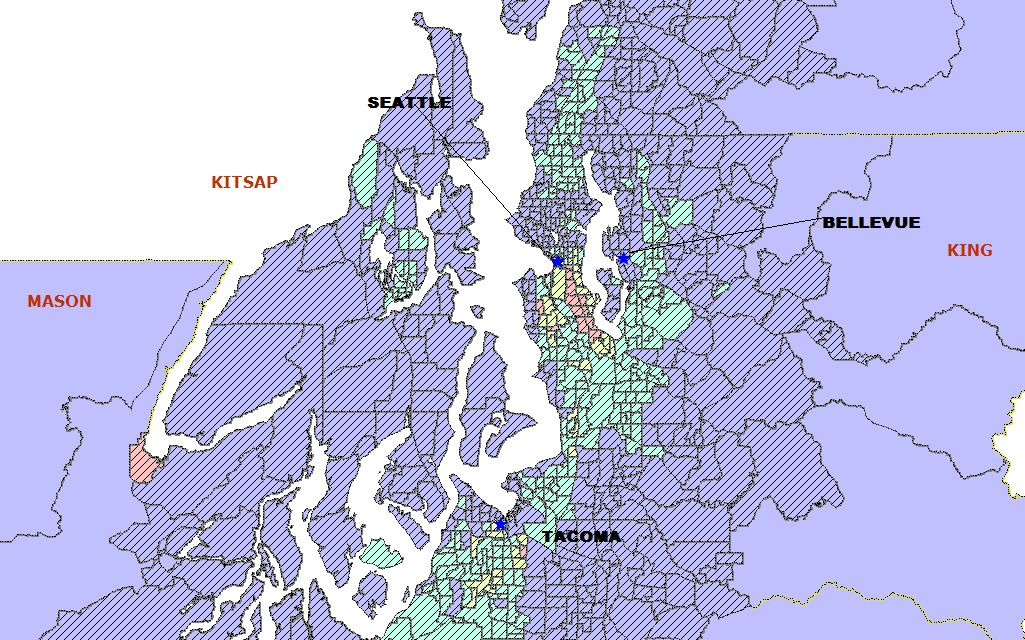 SEATTLE
KITSAP
BELLEVUE
KING
MASON
TACOMA